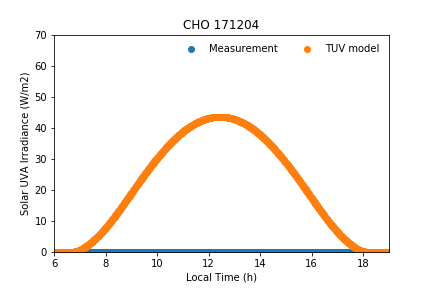 CHO 171204
Measurement TUV model
Solar UVA Irradiance (W/m2)
70
60
50
40
30
20
10
0
6 8 10 12 14 16 18
Local Time (h)